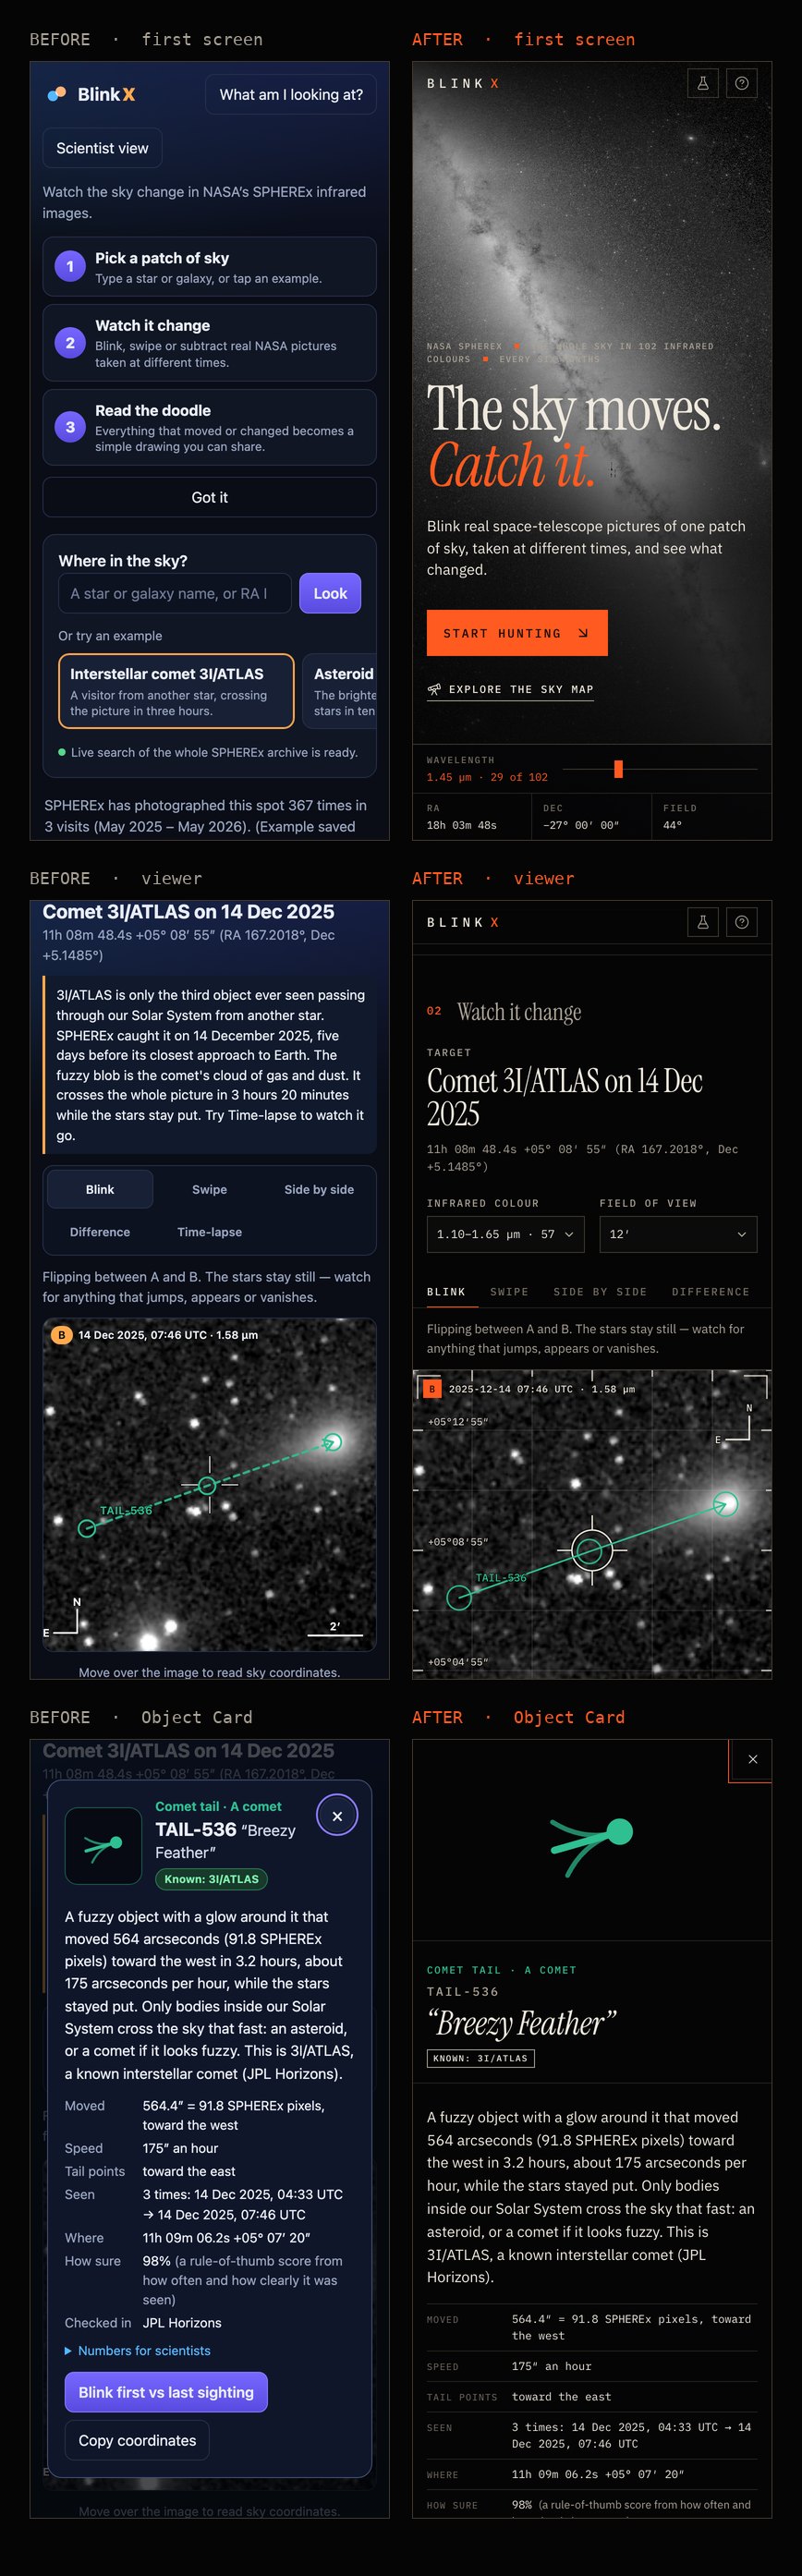 BEFORE · first screen
BlinkX
What am I looking at?
Scientist view
Watch the sky change in NASA's SPHEREx infrared
images.
1
Pick a patch of sky
Type a star or galaxy, or tap an example.
2
Watch it change
Blink, swipe or subtract real NASA pictures
taken at different times.
3
Read the doodle
Everything that moved or changed becomes a
simple drawing you can share.
Got it
Where in the sky?
A star or galaxy name, or RA
Look
Or try an example
Interstellar comet 3I/ATLAS
A visitor from another star, crossing
the picture in three hours.
Asteroid
The brighte
stars in ten
Live search of the whole SPHEREx archive is ready.
SPHEREx has photographed this spot 367 times in
3 visits (May 2025 – May 2026). (Example saved
AFTER · first screen
BLINK X
NASA SPHEREX SKY IN 102 INFRARED
COLOURS EVERY MONTHS
The sky moves.
Catch it.
Blink real space-telescope pictures of one patch
of sky, taken at different times, and see what
changed.
START HUNTING
EXPLORE THE SKY MAP
WAVELENGTH
1.45 µm · 29 of 102
RA
18h 03m 48s
DEC
−27° 00′ 00″
FIELD
44°
BEFORE · viewer
Comet 3I/ATLAS on 14 Dec 2025
11h 08m 48.4s +05° 08′ 55″ (RA 167.2018°, Dec
+5.1485°)
3I/ATLAS is only the third object ever seen passing
through our Solar System from another star.
SPHEREx caught it on 14 December 2025, five
days before its closest approach to Earth. The
fuzzy blob is the comet's cloud of gas and dust. It
crosses the whole picture in 3 hours 20 minutes
while the stars stay put. Try Time-lapse to watch it
go.
Blink
Swipe
Side by side
Difference
Time-lapse
Flipping between A and B. The stars stay still — watch
for anything that jumps, appears or vanishes.
B 14 Dec 2025, 07:46 UTC · 1.58 µm
TAIL-536
N
E
2′
Move over the image to read sky coordinates.
AFTER · viewer
BLINK X
02 Watch it change
TARGET
Comet 3I/ATLAS on 14 Dec
2025
11h 08m 48.4s +05° 08′ 55″ (RA 167.2018°, Dec
+5.1485°)
INFRARED COLOUR
1.10–1.65 µm · 57
FIELD OF VIEW
12′
BLINK
SWIPE
SIDE BY SIDE
DIFFERENCE
Flipping between A and B. The stars stay still — watch for
anything that jumps, appears or vanishes.
B 2025-12-14 07:46 UTC · 1.58 µm
N
E
+05°12′55″
+05°08′55″
TAIL-536
+05°04′55″
BEFORE · Object Card
Comet 3I/ATLAS on 14 Dec 2025
11h 08m 48.4s +05° 08′ 55″ (RA 167.2018°, Dec
Comet tail · A comet
TAIL-536 “Breezy
Feather”
Known: 3I/ATLAS
×
A fuzzy object with a glow around it that
moved 564 arcseconds (91.8 SPHEREx
pixels) toward the west in 3.2 hours, about
175 arcseconds per hour, while the stars
stayed put. Only bodies inside our Solar
System cross the sky that fast: an asteroid,
or a comet if it looks fuzzy. This is 3I/ATLAS,
a known interstellar comet (JPL Horizons).
Moved 564.4″ = 91.8 SPHEREx pixels,
toward the west
Speed 175″ an hour
Tail points toward the east
Seen 3 times: 14 Dec 2025, 04:33 UTC
→ 14 Dec 2025, 07:46 UTC
Where 11h 09m 06.2s +05° 07′ 20″
How sure 98% (a rule-of-thumb score from
how often and how clearly it was
seen)
Checked in JPL Horizons
Numbers for scientists
Blink first vs last sighting
Copy coordinates
E
Move over the image to read sky coordinates.
AFTER · Object Card
×
COMET TAIL · A COMET
TAIL-536
“Breezy Feather”
KNOWN: 3I/ATLAS
A fuzzy object with a glow around it that moved
564 arcseconds (91.8 SPHEREx pixels) toward
the west in 3.2 hours, about 175 arcseconds per
hour, while the stars stayed put. Only bodies
inside our Solar System cross the sky that fast: an
asteroid, or a comet if it looks fuzzy. This is
3I/ATLAS, a known interstellar comet (JPL
Horizons).
MOVED 564.4″ = 91.8 SPHEREx pixels, toward
the west
SPEED 175″ an hour
TAIL POINTS toward the east
SEEN 3 times: 14 Dec 2025, 04:33 UTC → 14
Dec 2025, 07:46 UTC
WHERE 11h 09m 06.2s +05° 07′ 20″
HOW SURE 98% (a rule-of-thumb score from how often and